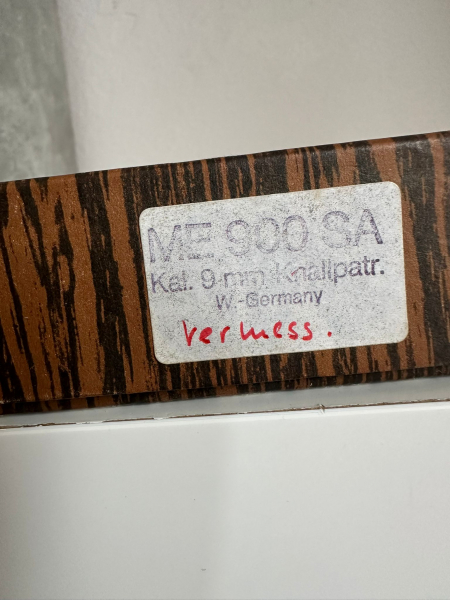 ME 900 SA
Kal. 9 mm Knallpatr.
W.-Germany
vermess.